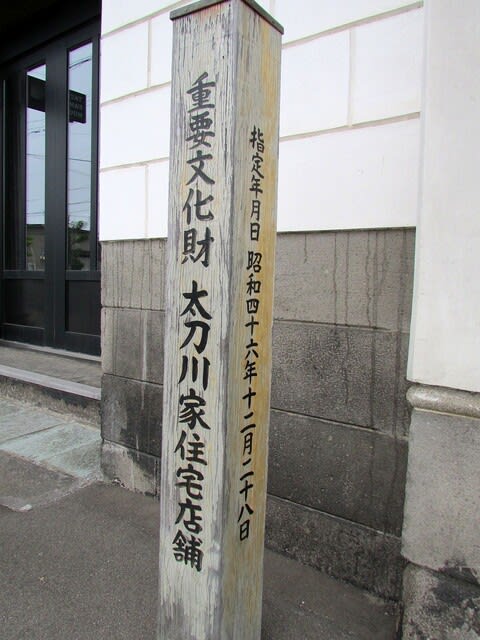 重要文化財 太刀川家住宅店舗
指定年月日 昭和四十六年十二月二十八日